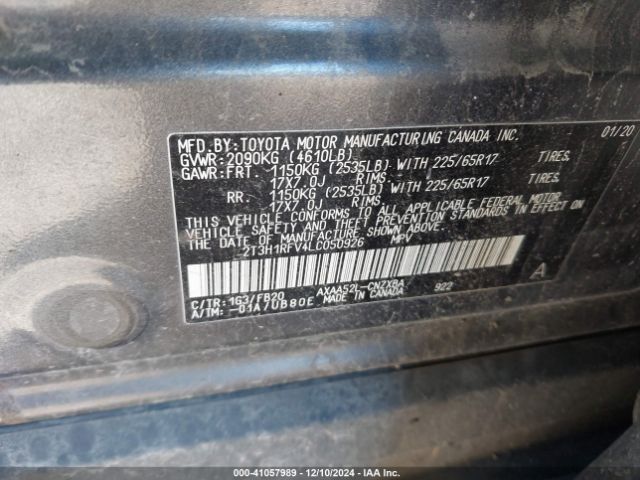 MFD.BY:TOYOTA MOTOR MANUFACTURING CANADA INC. 01/20
GVWR:2090KG (4610LB)
GAWR:FRT. 1150KG (2535LB) WITH 225/65R17 TIRES,
17X7.0J RIMS
RR. 1150KG (2535LB) WITH 225/65R17 TIRES,
17X7.0J RIMS
THIS VEHICLE CONFORMS TO ALL APPLICABLE FEDERAL MOTOR
VEHICLE SAFETY AND THEFT PREVENTION STANDARDS IN EFFECT
ON THE DATE OF MANUFACTURE SHOWN ABOVE.
2T3H1RFV4LC050926 MPV
C/TR:1G3/FB20 AXAA52L-CNZXBA 922 A
A/TM:-01A/UB80E MADE IN CANADA
000-41057989 — 12/10/2024 — IAA Inc.